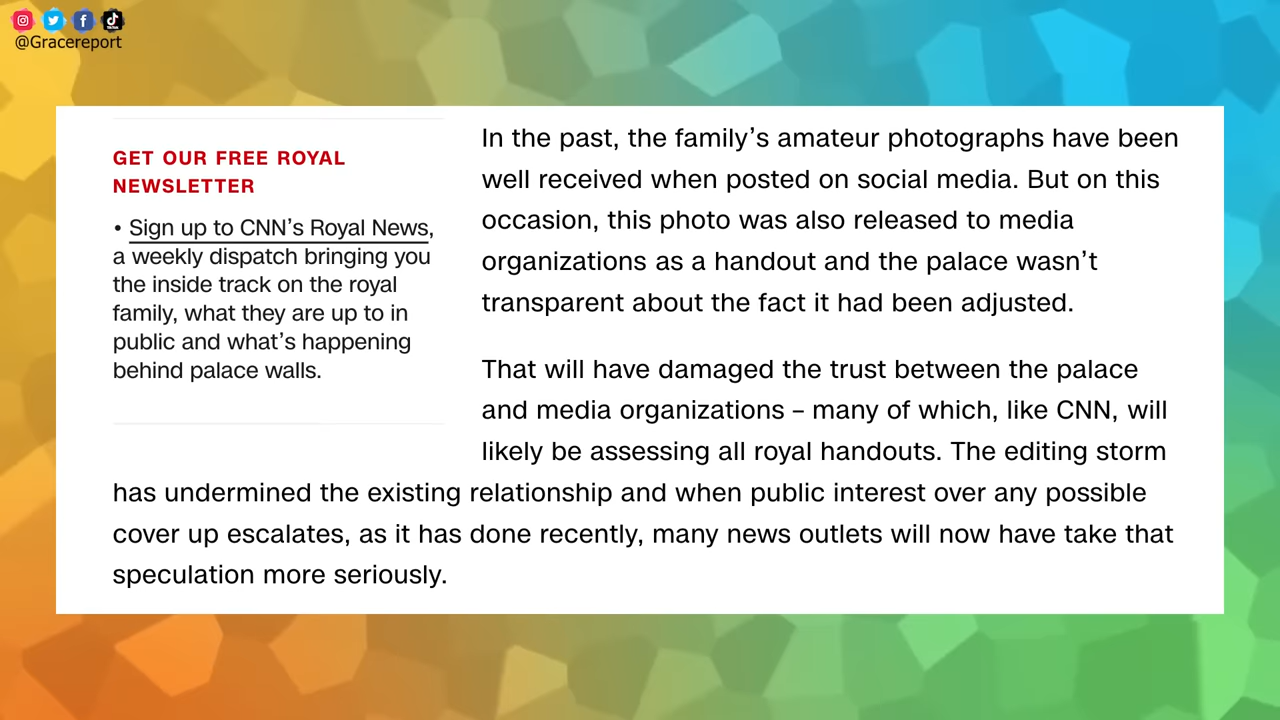 @Gracereport
GET OUR FREE ROYAL
NEWSLETTER
• Sign up to CNN’s Royal News,
a weekly dispatch bringing you
the inside track on the royal
family, what they are up to in
public and what’s happening
behind palace walls.
In the past, the family’s amateur photographs have been
well received when posted on social media. But on this
occasion, this photo was also released to media
organizations as a handout and the palace wasn’t
transparent about the fact it had been adjusted.
That will have damaged the trust between the palace
and media organizations – many of which, like CNN, will
likely be assessing all royal handouts. The editing storm
has undermined the existing relationship and when public interest over any possible
cover up escalates, as it has done recently, many news outlets will now have take that
speculation more seriously.